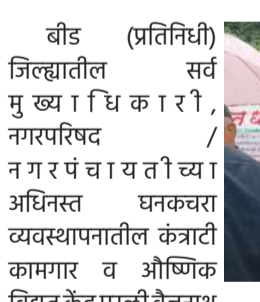 बीड (प्रतिनिधी)
जिल्ह्यातील सर्व
मुख्याधिकारी,
नगरपरिषद /
नगरपंचायतीच्या
अधिनस्त घनकचरा
व्यवस्थापनातील कंत्राटी
कामगार व औष्णिक